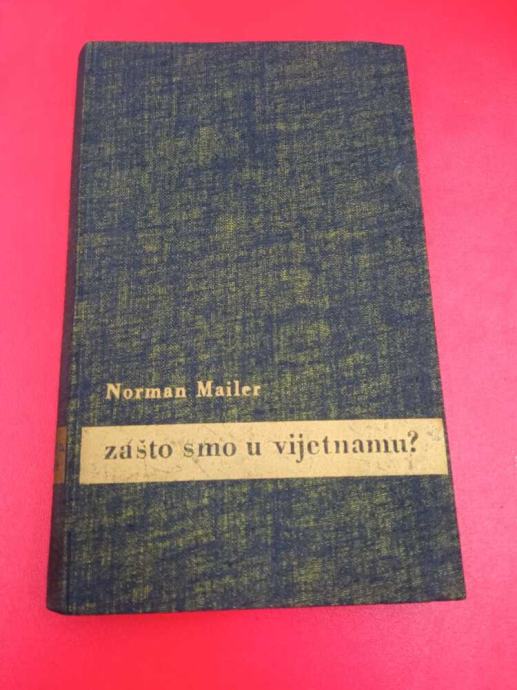 Norman Mailer
zašto smo u vijetnamu?